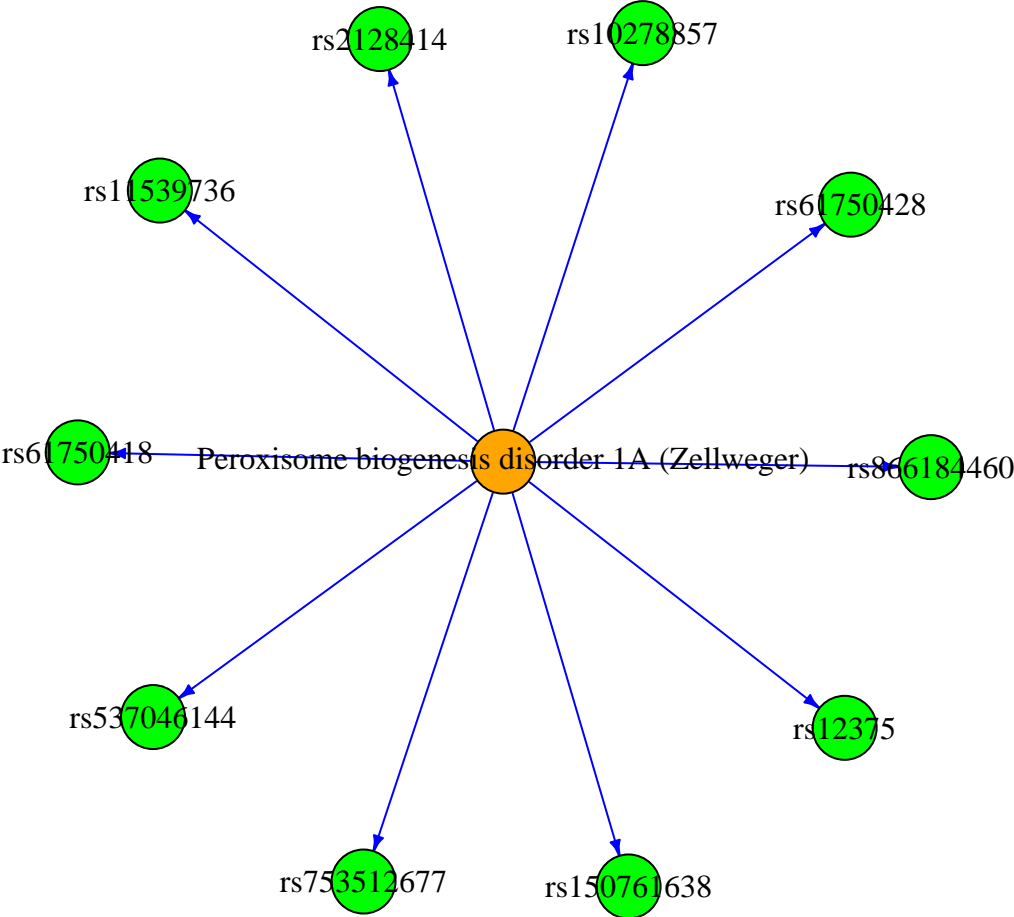 rs10278857
rs2128414
rs11539736
rs61750428
rs61750418
Peroxisome biogenesis disorder 1A (Zellweger)
rs866184460
rs537046144
rs12375
rs753512677
rs150761638